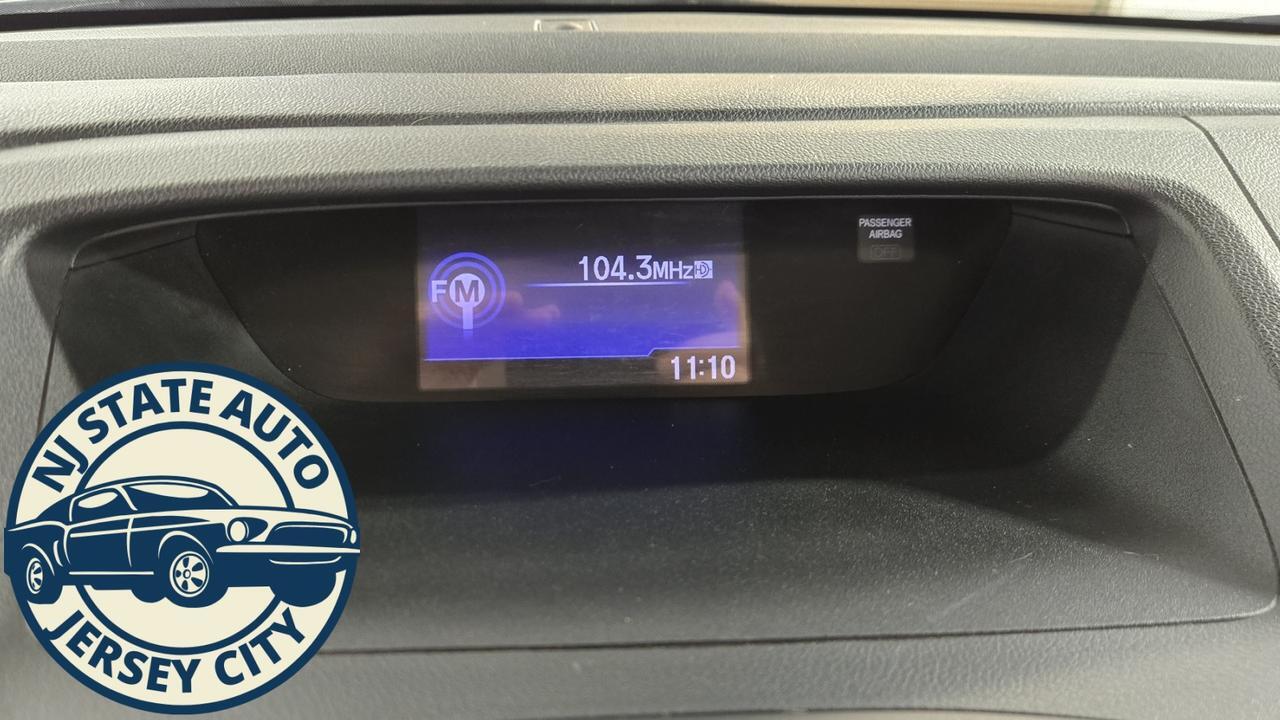 PASSENGER
AIRBAG
OFF
104.3MHz
FM
11:10
NJ STATE AUTO
JERSEY CITY